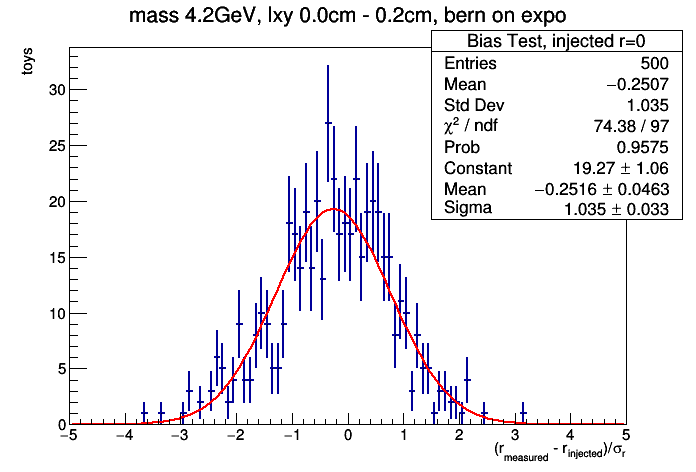 mass 4.2GeV, lxy 0.0cm - 0.2cm, bern on expo
toys
Bias Test, injected r=0
Entries 500
Mean −0.2507
Std Dev 1.035
χ² / ndf 74.38 / 97
Prob 0.9575
Constant 19.27 ± 1.06
Mean −0.2516 ± 0.0463
Sigma 1.035 ± 0.033
30
25
20
15
10
5
0
−5 −4 −3 −2 −1 0 1 2 3 4 5
(r_measured - r_injected)/σ_r